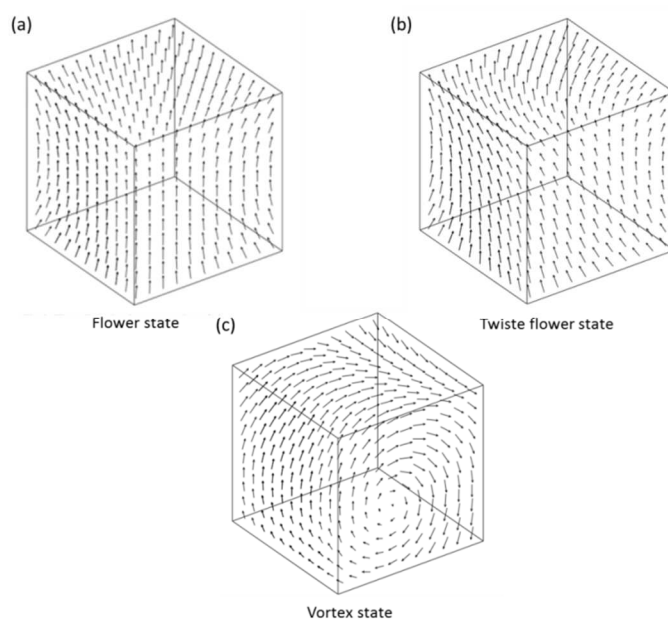 (a)
(b)
Flower state
Twiste flower state
(c)
Vortex state